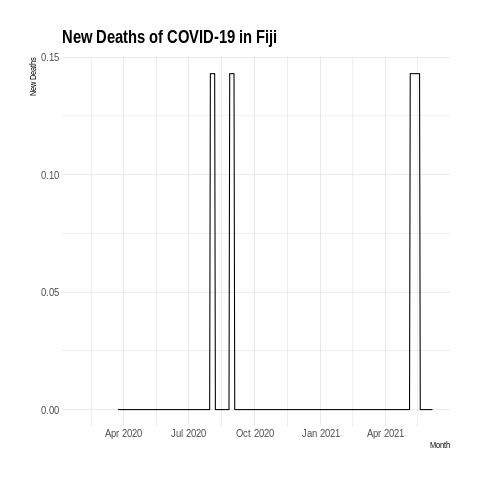 New Deaths of COVID-19 in Fiji
New Deaths
0.15
0.10
0.05
0.00
Apr 2020 Jul 2020 Oct 2020 Jan 2021 Apr 2021
Month